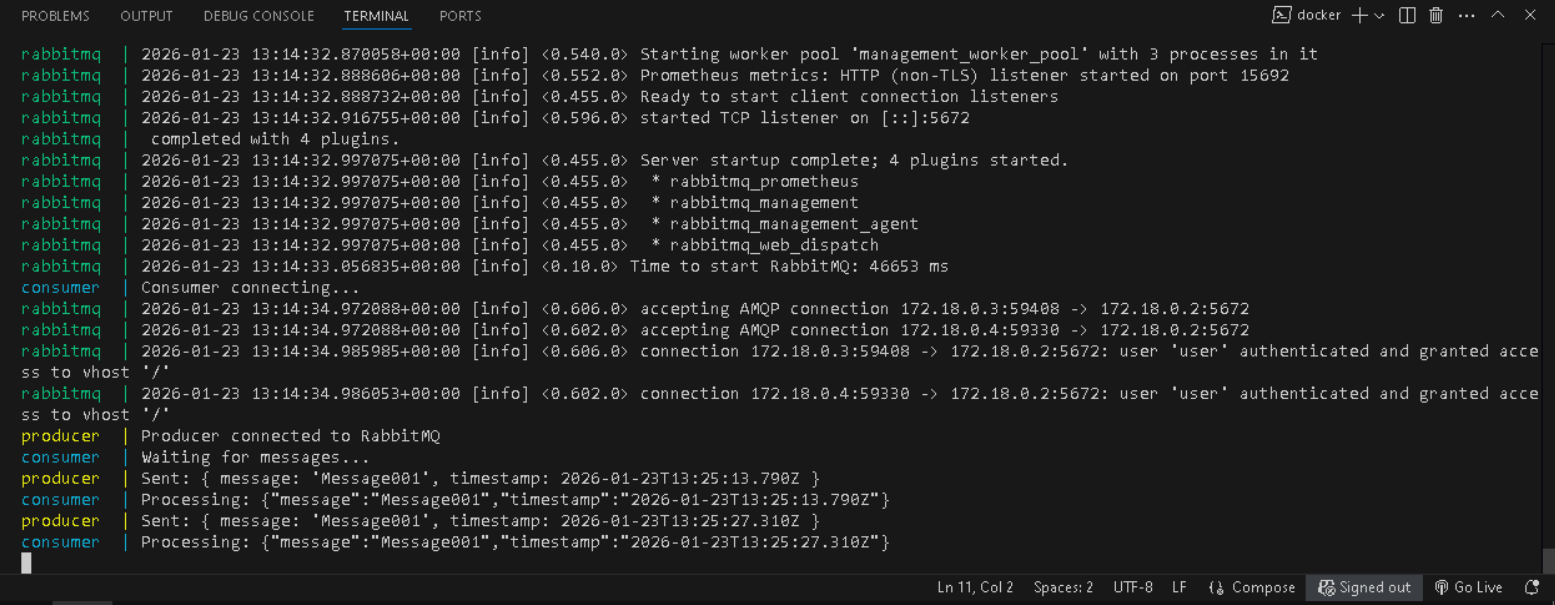 PROBLEMS OUTPUT DEBUG CONSOLE TERMINAL PORTS docker
rabbitmq | 2026-01-23 13:14:32.870058+00:00 [info] <0.540.0> Starting worker pool 'management_worker_pool' with 3 processes in it
rabbitmq | 2026-01-23 13:14:32.888606+00:00 [info] <0.552.0> Prometheus metrics: HTTP (non-TLS) listener started on port 15692
rabbitmq | 2026-01-23 13:14:32.888732+00:00 [info] <0.455.0> Ready to start client connection listeners
rabbitmq | 2026-01-23 13:14:32.916755+00:00 [info] <0.596.0> started TCP listener on [::]:5672
rabbitmq |  completed with 4 plugins.
rabbitmq | 2026-01-23 13:14:32.997075+00:00 [info] <0.455.0> Server startup complete; 4 plugins started.
rabbitmq | 2026-01-23 13:14:32.997075+00:00 [info] <0.455.0>  * rabbitmq_prometheus
rabbitmq | 2026-01-23 13:14:32.997075+00:00 [info] <0.455.0>  * rabbitmq_management
rabbitmq | 2026-01-23 13:14:32.997075+00:00 [info] <0.455.0>  * rabbitmq_management_agent
rabbitmq | 2026-01-23 13:14:32.997075+00:00 [info] <0.455.0>  * rabbitmq_web_dispatch
rabbitmq | 2026-01-23 13:14:33.056835+00:00 [info] <0.10.0> Time to start RabbitMQ: 46653 ms
consumer | Consumer connecting...
rabbitmq | 2026-01-23 13:14:34.972088+00:00 [info] <0.606.0> accepting AMQP connection 172.18.0.3:59408 -> 172.18.0.2:5672
rabbitmq | 2026-01-23 13:14:34.972088+00:00 [info] <0.602.0> accepting AMQP connection 172.18.0.4:59330 -> 172.18.0.2:5672
rabbitmq | 2026-01-23 13:14:34.985985+00:00 [info] <0.606.0> connection 172.18.0.3:59408 -> 172.18.0.2:5672: user 'user' authenticated and granted acce
ss to vhost '/'
rabbitmq | 2026-01-23 13:14:34.986053+00:00 [info] <0.602.0> connection 172.18.0.4:59330 -> 172.18.0.2:5672: user 'user' authenticated and granted acce
ss to vhost '/'
producer | Producer connected to RabbitMQ
consumer | Waiting for messages...
producer | Sent: { message: 'Message001', timestamp: 2026-01-23T13:25:13.790Z }
consumer | Processing: {"message":"Message001","timestamp":"2026-01-23T13:25:13.790Z"}
producer | Sent: { message: 'Message001', timestamp: 2026-01-23T13:25:27.310Z }
consumer | Processing: {"message":"Message001","timestamp":"2026-01-23T13:25:27.310Z"}
Ln 11, Col 2 Spaces: 2 UTF-8 LF Compose Signed out Go Live